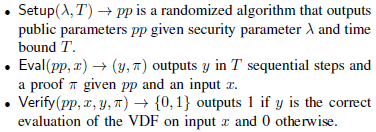 • Setup(λ, T) → pp is a randomized algorithm that outputs
public parameters pp given security parameter λ and time
bound T.
• Eval(pp, x) → (y, π) outputs y in T sequential steps and
a proof π given pp and an input x.
• Verify(pp, x, y, π) → {0, 1} outputs 1 if y is the correct
evaluation of the VDF on input x and 0 otherwise.